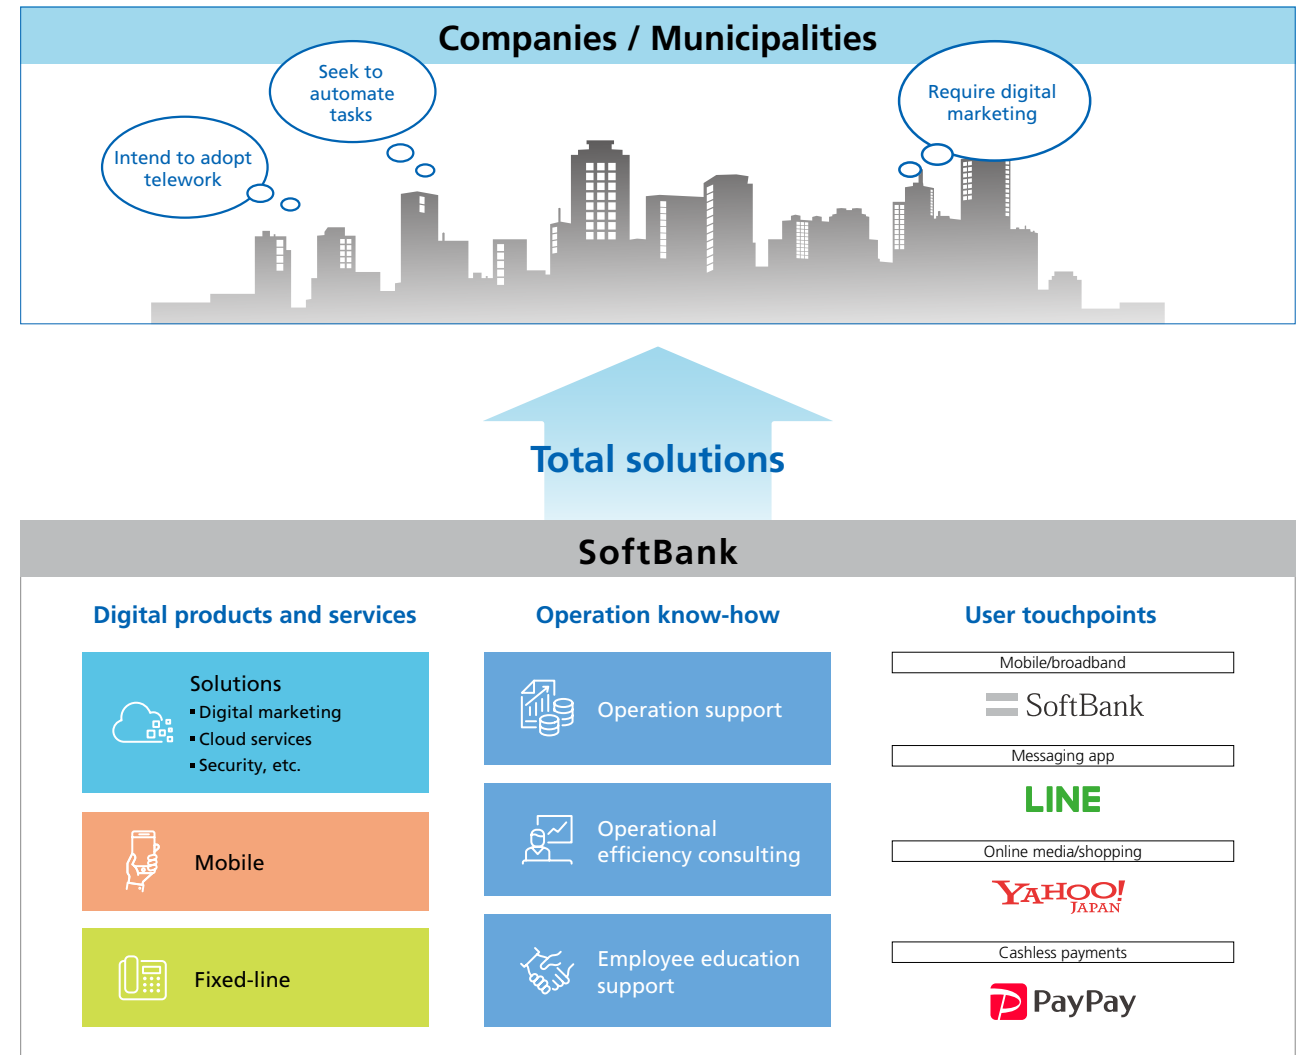 Companies / Municipalities
Seek to
automate
tasks
Require digital
marketing
Intend to adopt
telework
Total solutions
SoftBank
Digital products and services
Solutions
▪ Digital marketing
▪ Cloud services
▪ Security, etc.
Mobile
Fixed-line
Operation know-how
Operation support
Operational
efficiency consulting
Employee education
support
User touchpoints
Mobile/broadband
SoftBank
Messaging app
LINE
Online media/shopping
YAHOO!
JAPAN
Cashless payments
PayPay